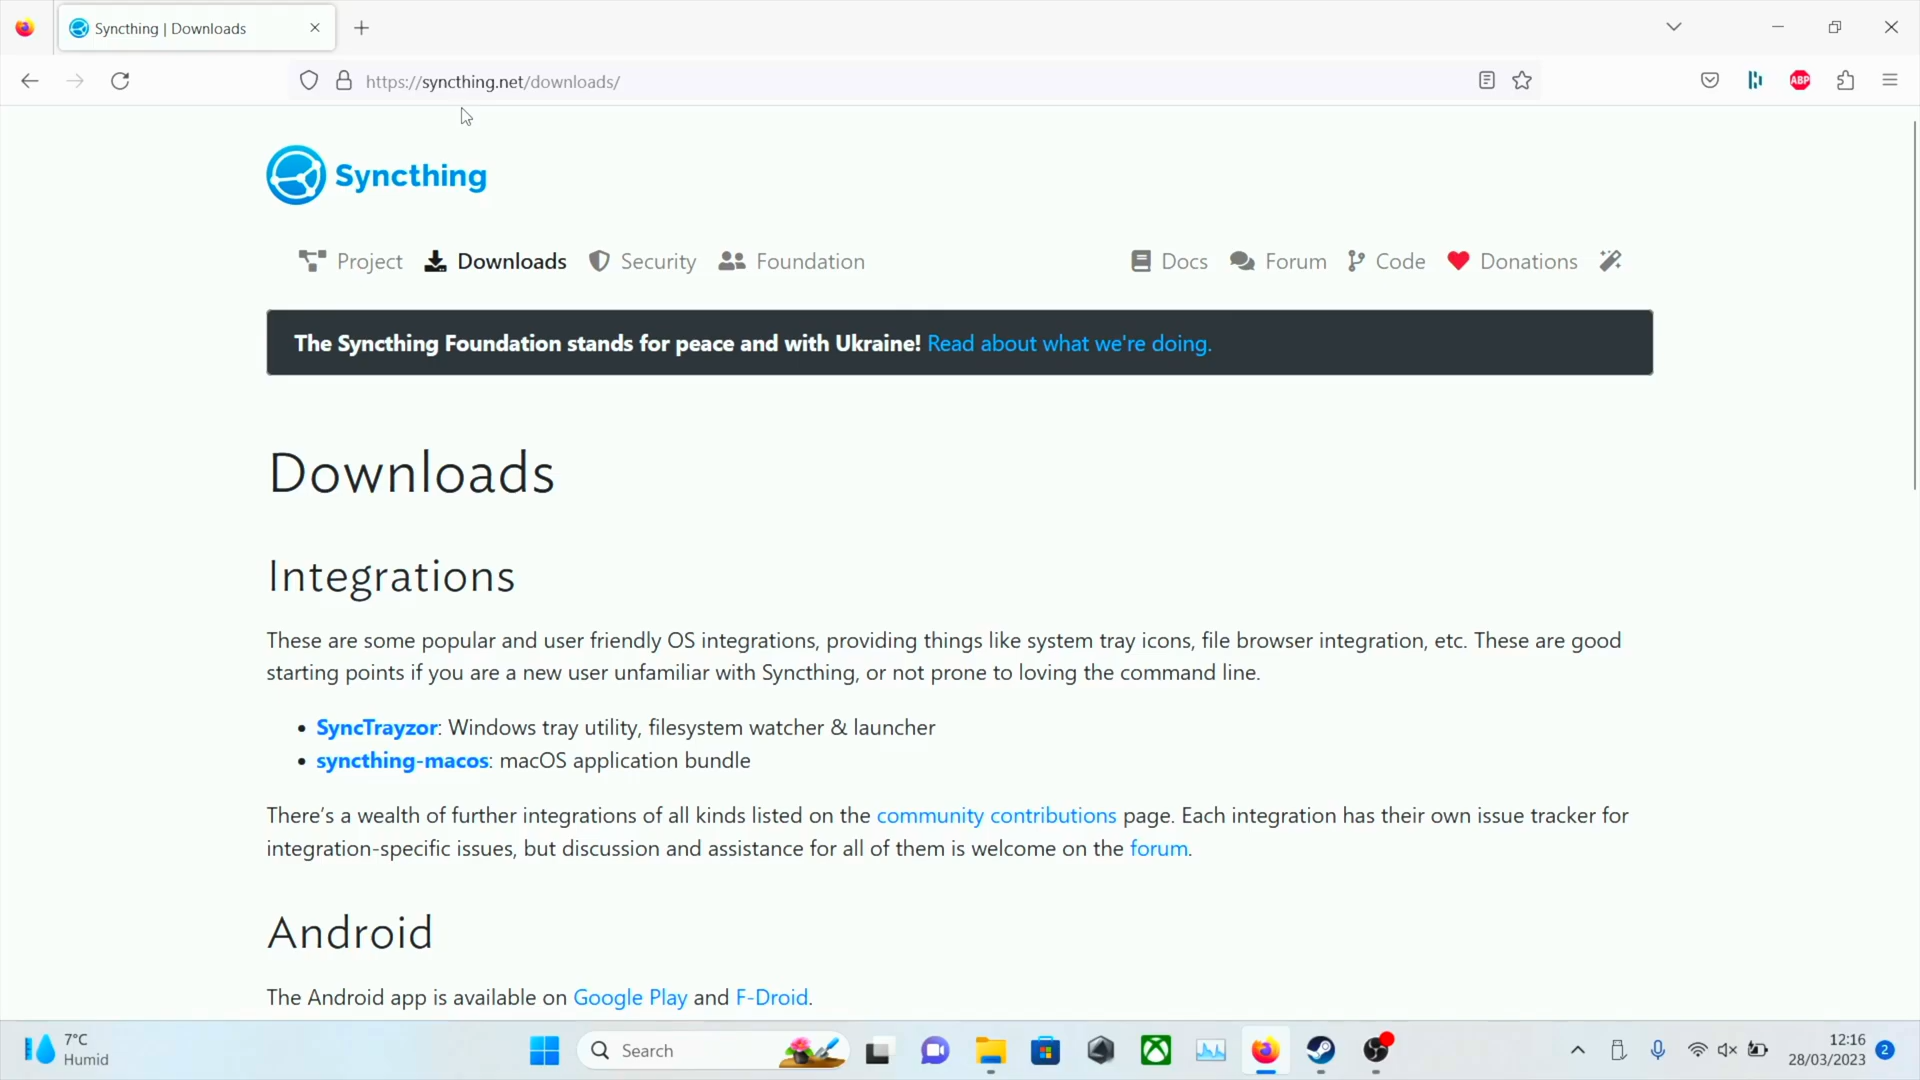 Syncthing | Downloads
https://syncthing.net/downloads/
ABP
Syncthing
Project Downloads Security Foundation Docs Forum Code Donations
The Syncthing Foundation stands for peace and with Ukraine! Read about what we're doing.
Downloads
Integrations
These are some popular and user friendly OS integrations, providing things like system tray icons, file browser integration, etc. These are good
starting points if you are a new user unfamiliar with Syncthing, or not prone to loving the command line.
• SyncTrayzor: Windows tray utility, filesystem watcher & launcher
• syncthing-macos: macOS application bundle
There’s a wealth of further integrations of all kinds listed on the community contributions page. Each integration has their own issue tracker for
integration-specific issues, but discussion and assistance for all of them is welcome on the forum.
Android
The Android app is available on Google Play and F-Droid.
7°C
Humid
Search
12:16
28/03/2023
2